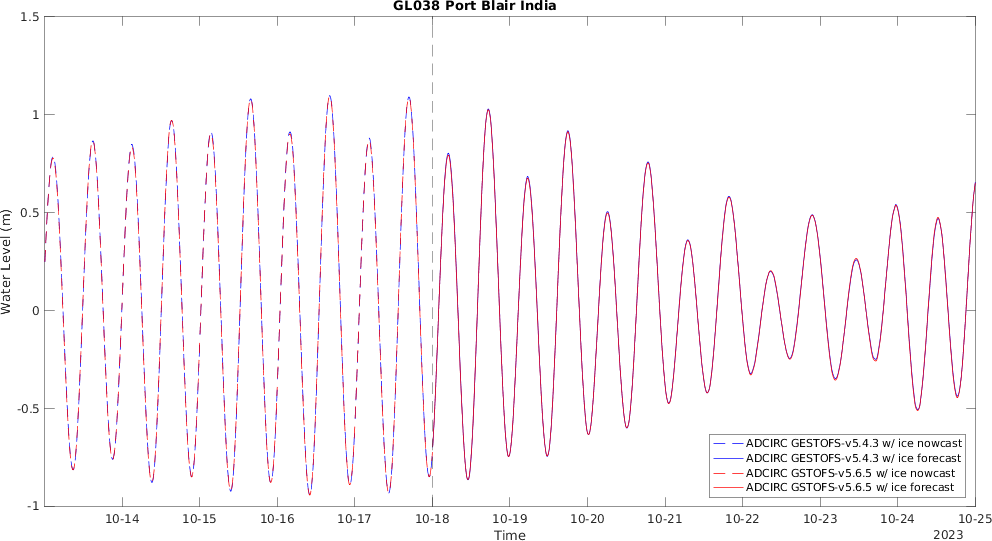 GL038 Port Blair India
1.5
1
0.5
0
-0.5
-1
Water Level (m)
10-14
10-15
10-16
10-17
10-18
10-19
10-20
10-21
10-22
10-23
10-24
10-25
Time
2023
ADCIRC GESTOFS-v5.4.3 w/ ice nowcast
ADCIRC GESTOFS-v5.4.3 w/ ice forecast
ADCIRC GSTOFS-v5.6.5 w/ ice nowcast
ADCIRC GSTOFS-v5.6.5 w/ ice forecast